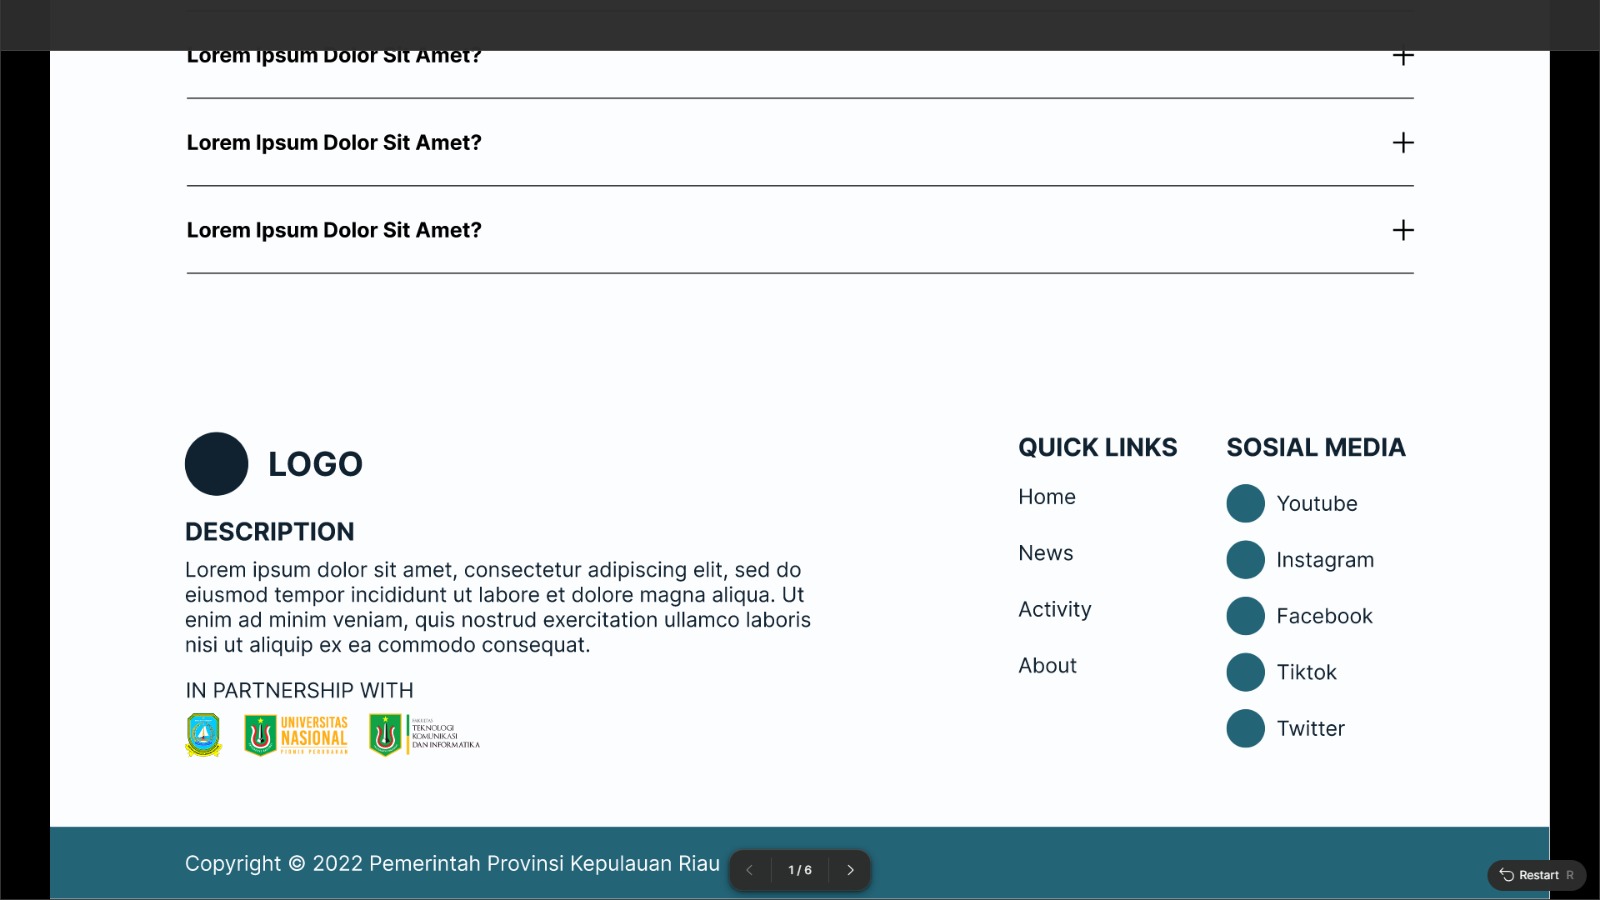 Lorem Ipsum Dolor Sit Amet?
Lorem Ipsum Dolor Sit Amet?
Lorem Ipsum Dolor Sit Amet?
LOGO
DESCRIPTION
Lorem ipsum dolor sit amet, consectetur adipiscing elit, sed do
eiusmod tempor incididunt ut labore et dolore magna aliqua. Ut
enim ad minim veniam, quis nostrud exercitation ullamco laboris
nisi ut aliquip ex ea commodo consequat.
IN PARTNERSHIP WITH
UNIVERSITAS
NASIONAL
PIONIR PERUBAHAN
FAKULTAS
TEKNOLOGI
KOMUNIKASI
DAN INFORMATIKA
QUICK LINKS
Home
News
Activity
About
SOSIAL MEDIA
Youtube
Instagram
Facebook
Tiktok
Twitter
Copyright © 2022 Pemerintah Provinsi Kepulauan Riau
1 / 6
Restart R